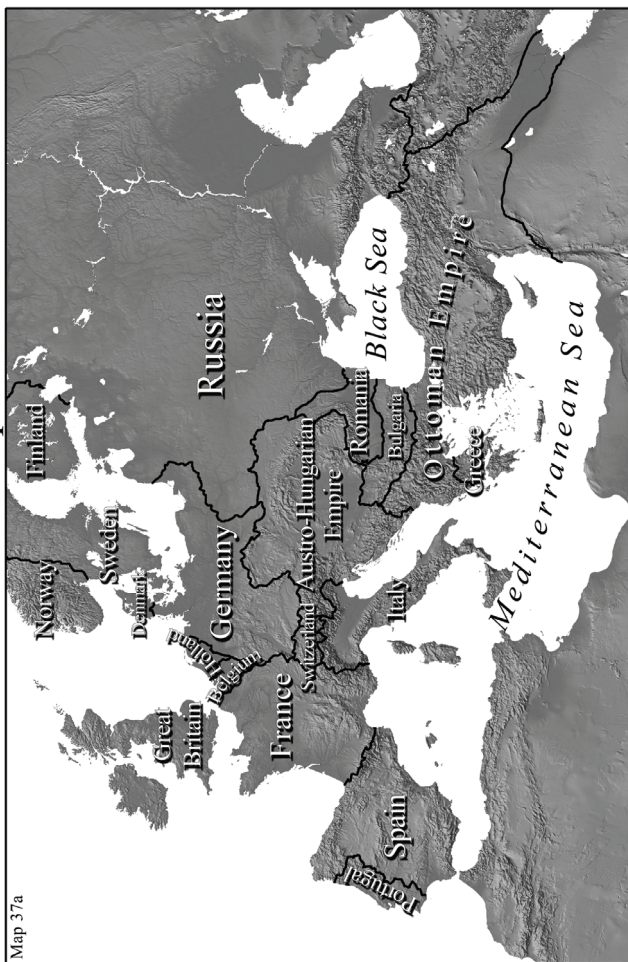 Map 37a
Norway
Finland
Sweden
Denmark
Great
Britain
Holland
Germany
Russia
Belgium
France
Switzerland
Austro-Hungarian
Empire
Romania
Bulgaria
Black Sea
Italy
Spain
Portugal
Ottoman Empire
Greece
Mediterranean Sea